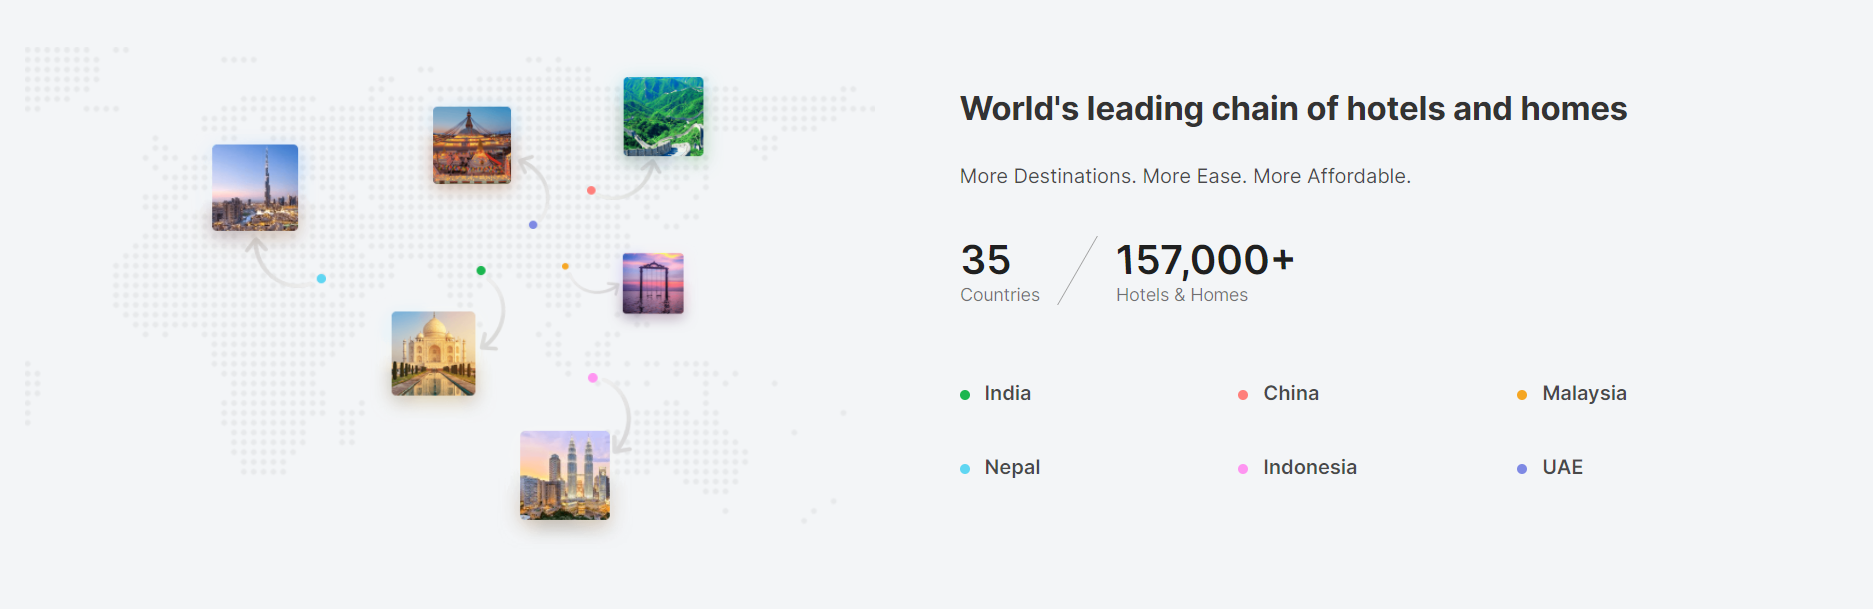 World's leading chain of hotels and homes
More Destinations. More Ease. More Affordable.
35
Countries
157,000+
Hotels & Homes
India
China
Malaysia
Nepal
Indonesia
UAE